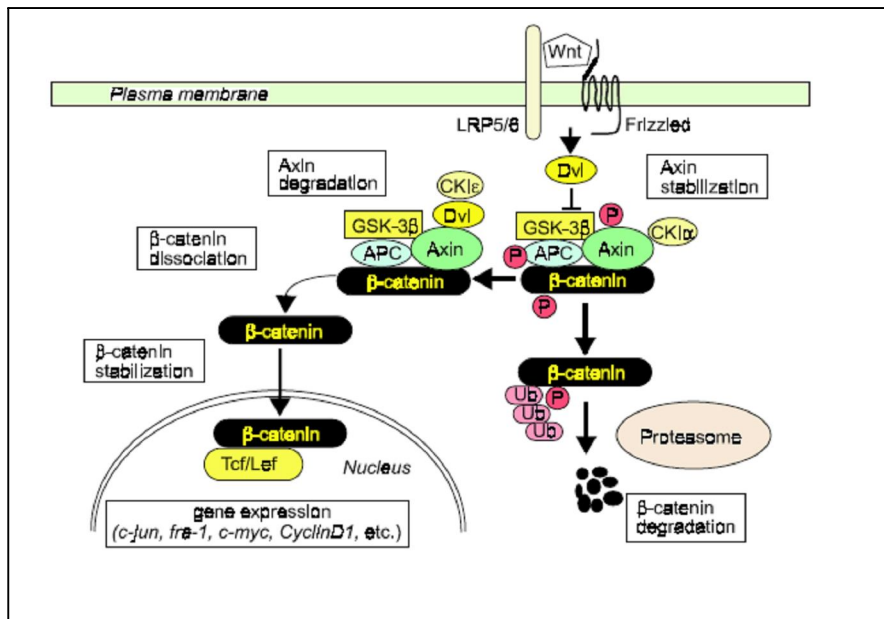 Wnt
Plasma membrane
LRP5/6
Frizzled
Axin
degradation
CKIε
Dvl
Axin
stabilization
Dvl
GSK-3β
APC
Axin
β-catenin
GSK-3β
P
P
APC
Axin
CKIα
β-catenin
P
β-catenin
dissociation
β-catenin
β-catenin
stabilization
β-catenin
Ub
P
Ub
Ub
β-catenin
Tcf/Lef
Nucleus
Proteasome
gene expression
(c-jun, fra-1, c-myc, CyclinD1, etc.)
β-catenin
degradation